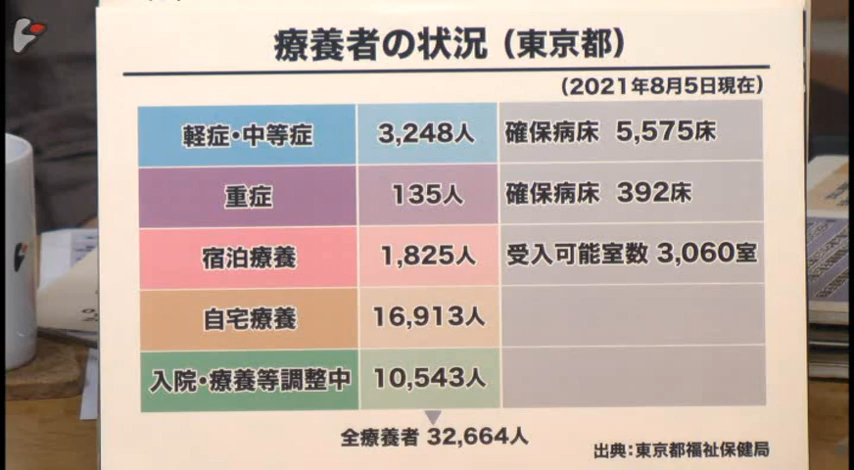 療養者の状況（東京都）
（2021年8月5日現在）
軽症・中等症 3,248人 確保病床 5,575床
重症 135人 確保病床 392床
宿泊療養 1,825人 受入可能室数 3,060室
自宅療養 16,913人
入院・療養等調整中 10,543人
全療養者 32,664人
出典：東京都福祉保健局